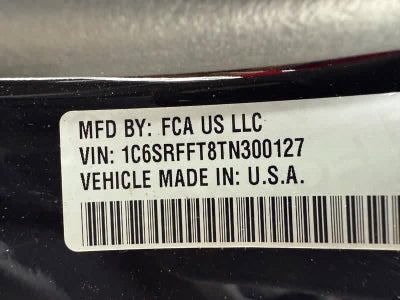 MFD BY: FCA US LLC
VIN: 1C6SRFFT8TN300127
VEHICLE MADE IN: U.S.A.